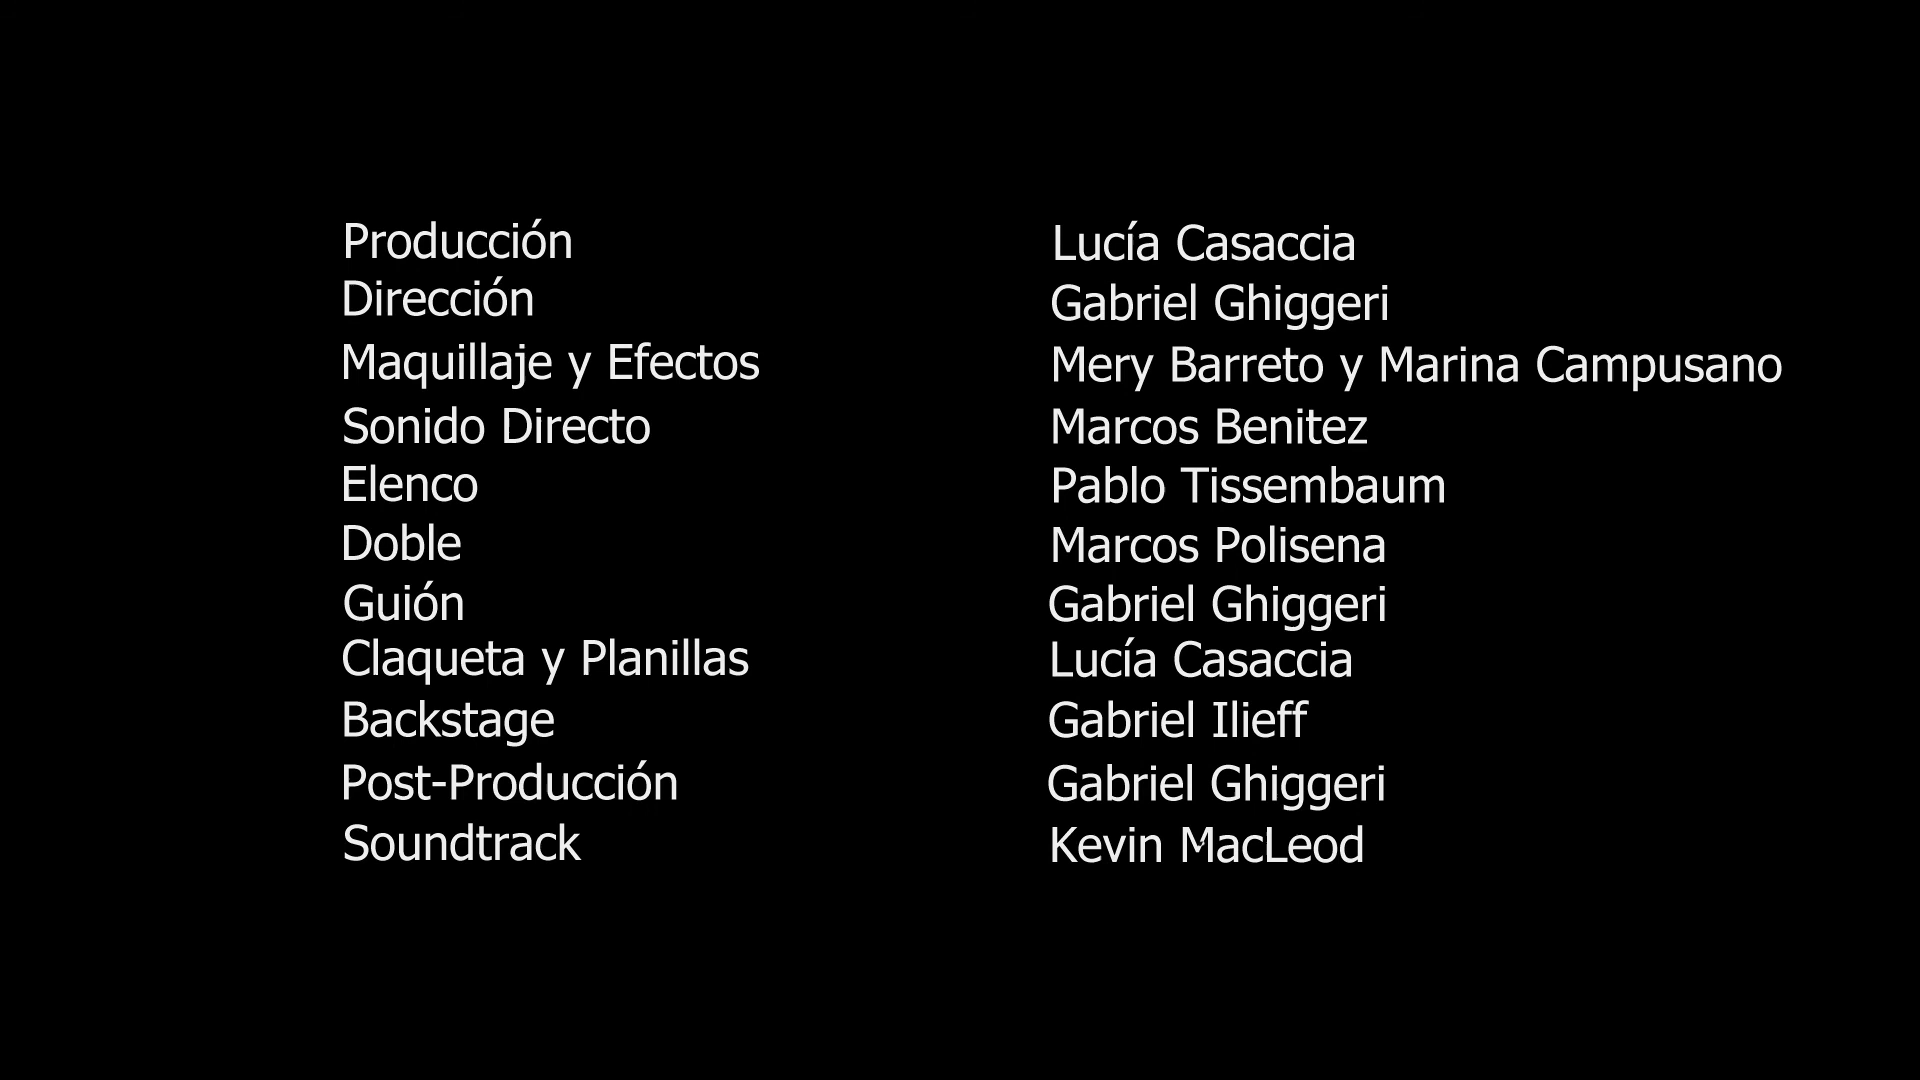 Producción Lucía Casaccia
Dirección Gabriel Ghiggeri
Maquillaje y Efectos Mery Barreto y Marina Campusano
Sonido Directo Marcos Benitez
Elenco Pablo Tissembaum
Doble Marcos Polisena
Guión Gabriel Ghiggeri
Claqueta y Planillas Lucía Casaccia
Backstage Gabriel Ilieff
Post-Producción Gabriel Ghiggeri
Soundtrack Kevin MacLeod